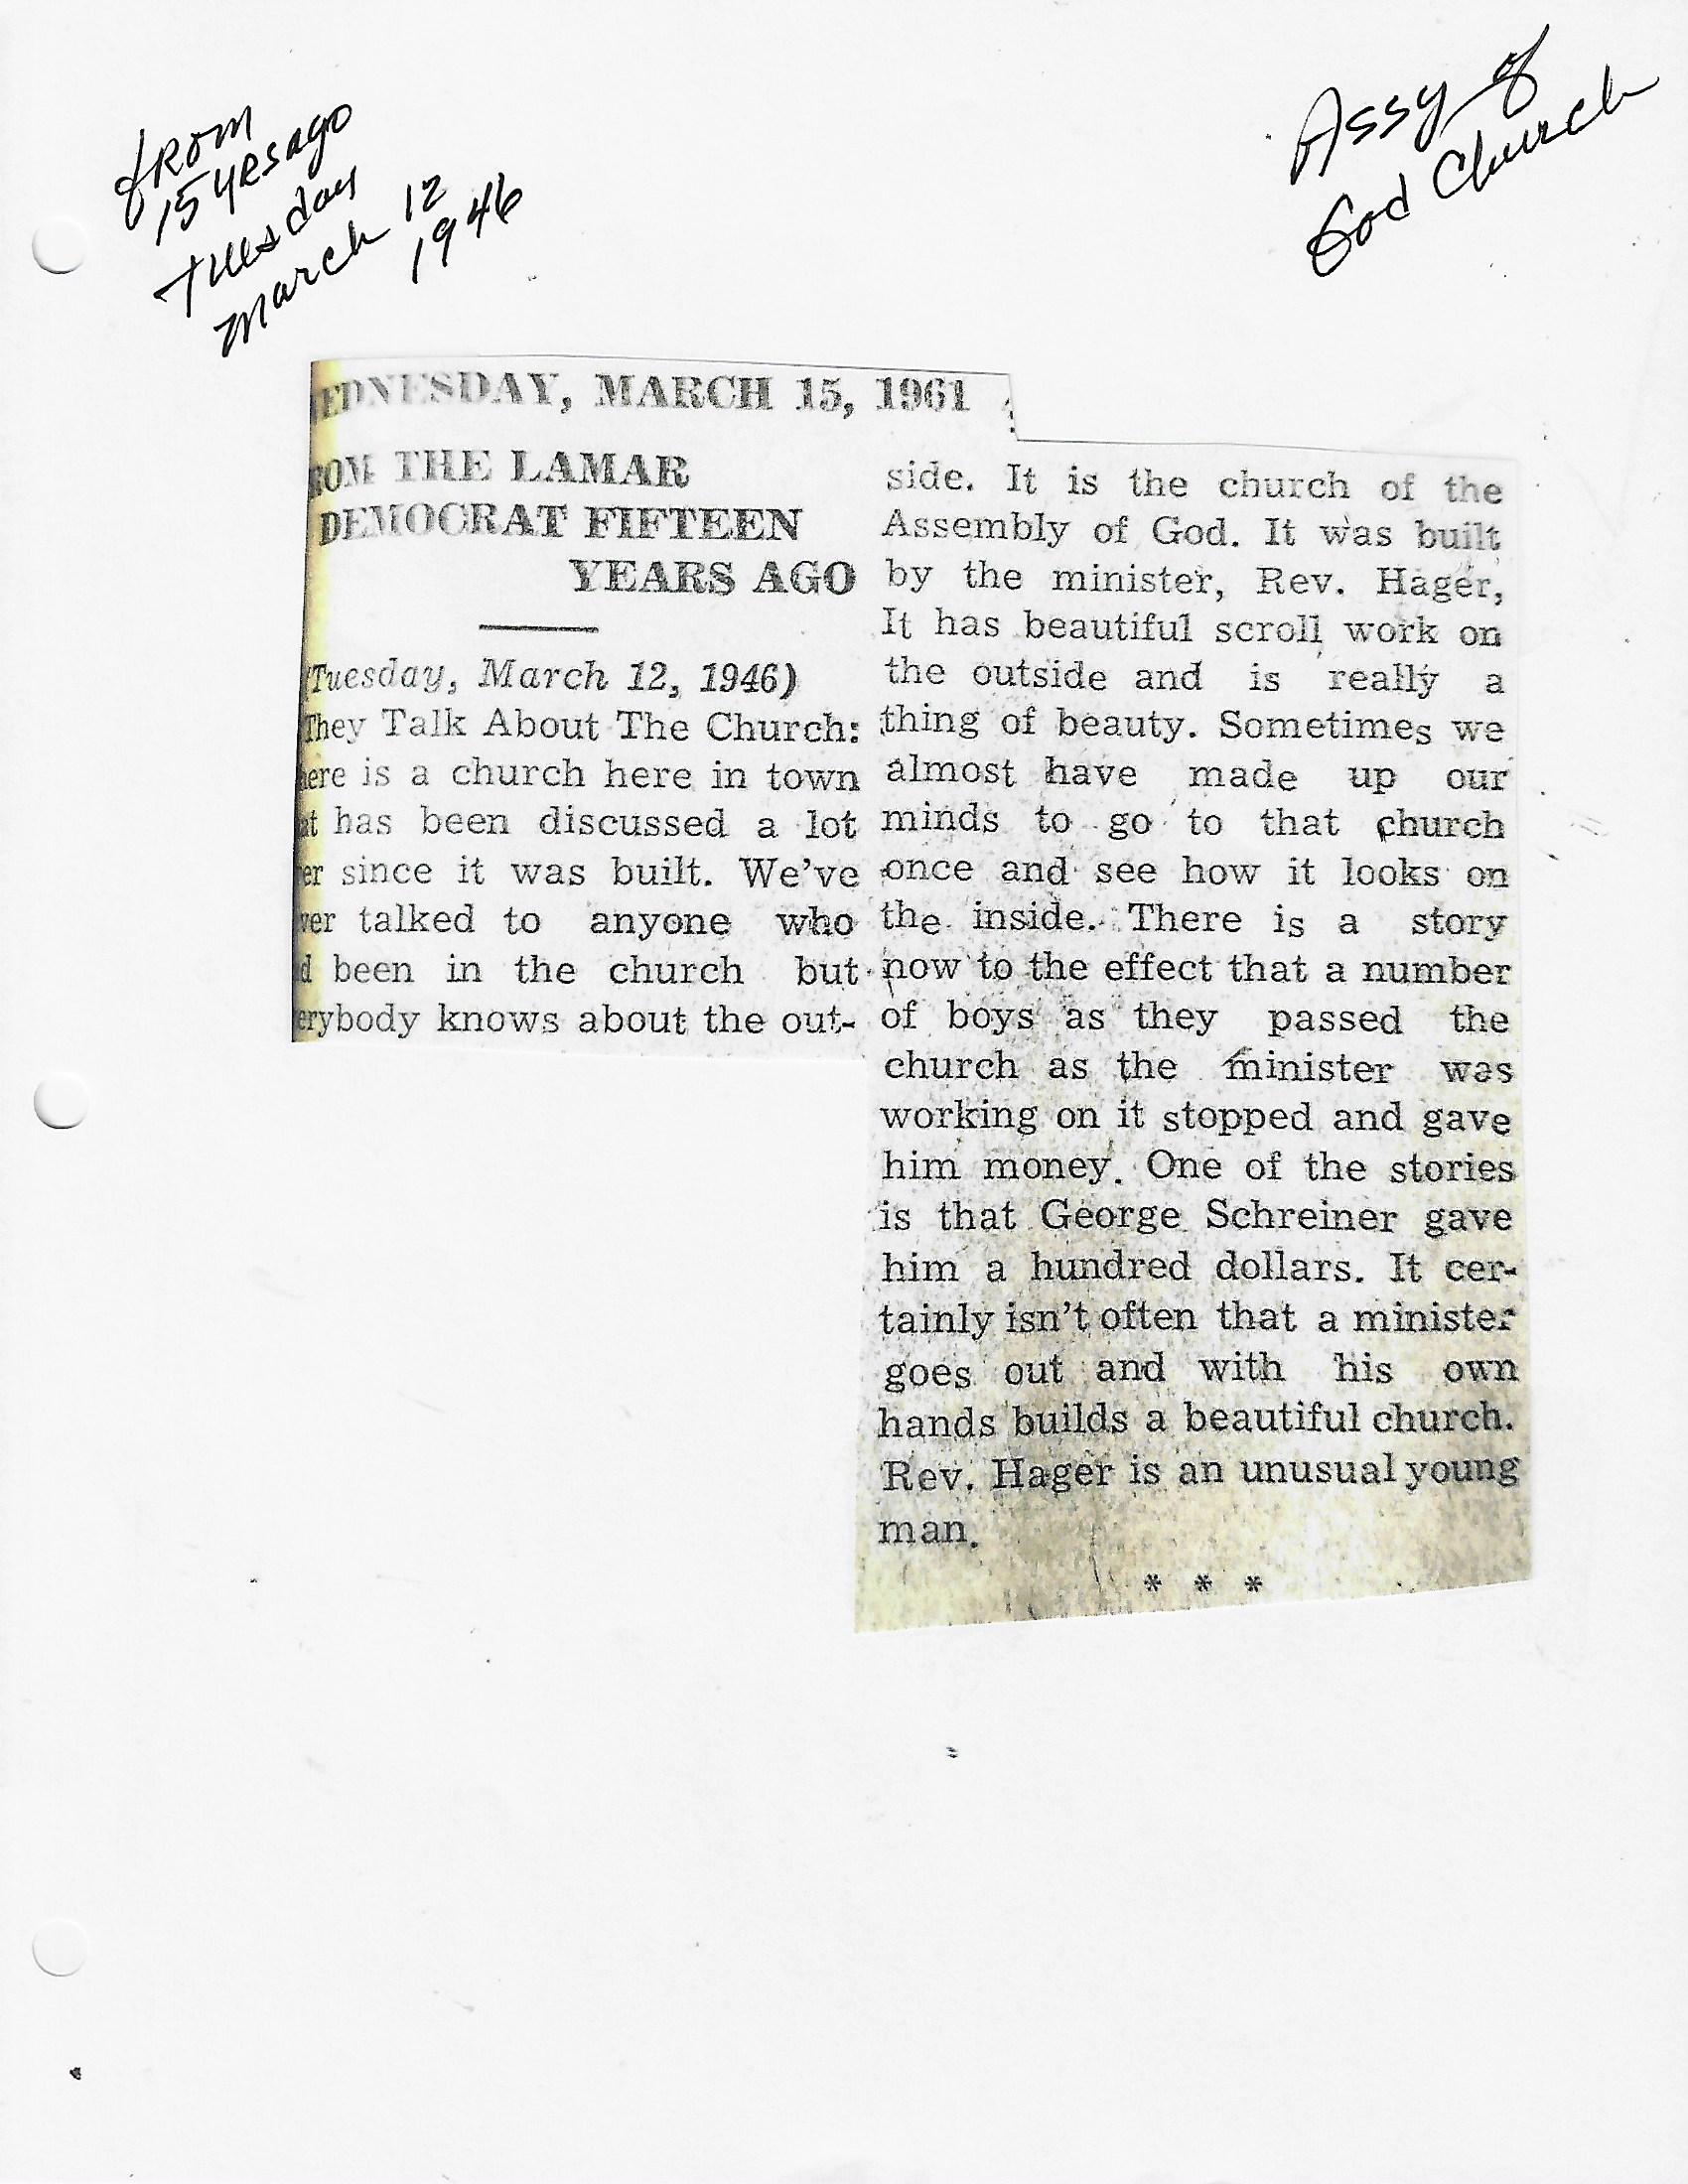 from
15 yrs ago
Tuesday
March 12
1946
Assy of
God Church
EDNESDAY, MARCH 15, 1961
ROM THE LAMAR
DEMOCRAT FIFTEEN
YEARS AGO
(Tuesday, March 12, 1946)
They Talk About The Church:
here is a church here in town
at has been discussed a lot
er since it was built. We've
ver talked to anyone who
d been in the church but
erybody knows about the out-
side. It is the church of the
Assembly of God. It was built
by the minister, Rev. Hager,
It has beautiful scroll work on
the outside and is really a
thing of beauty. Sometimes we
almost have made up our
minds to go to that church
once and see how it looks on
the inside. There is a story
now to the effect that a number
of boys as they passed the
church as the minister was
working on it stopped and gave
him money. One of the stories
is that George Schreiner gave
him a hundred dollars. It cer-
tainly isn't often that a minister
goes out and with his own
hands builds a beautiful church.
Rev. Hager is an unusual young
man.
* * *